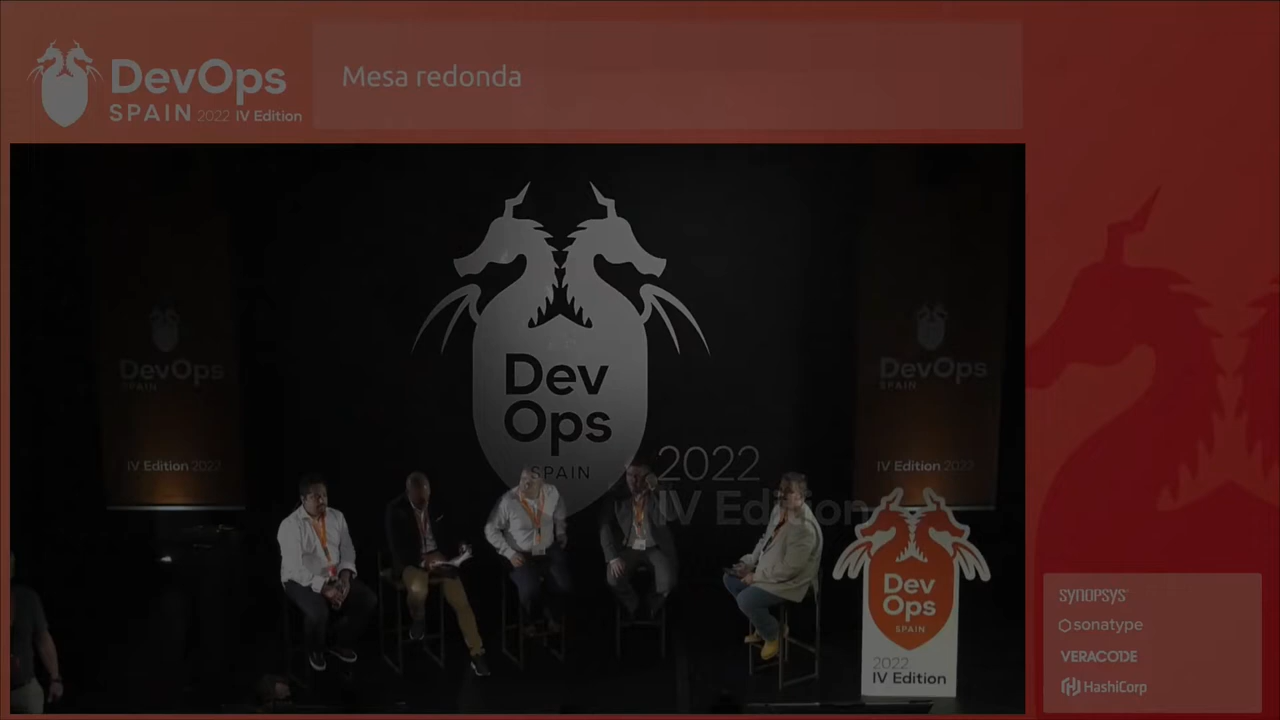 DevOps
SPAIN 2022 IV Edition
Mesa redonda
Dev
Ops
SPAIN
2022
IV Edition
DevOps
SPAIN
IV Edition 2022
DevOps
SPAIN
IV Edition 2022
Dev
Ops
SPAIN
2022
IV Edition
SYNOPSYS
sonatype
VERACODE
HashiCorp